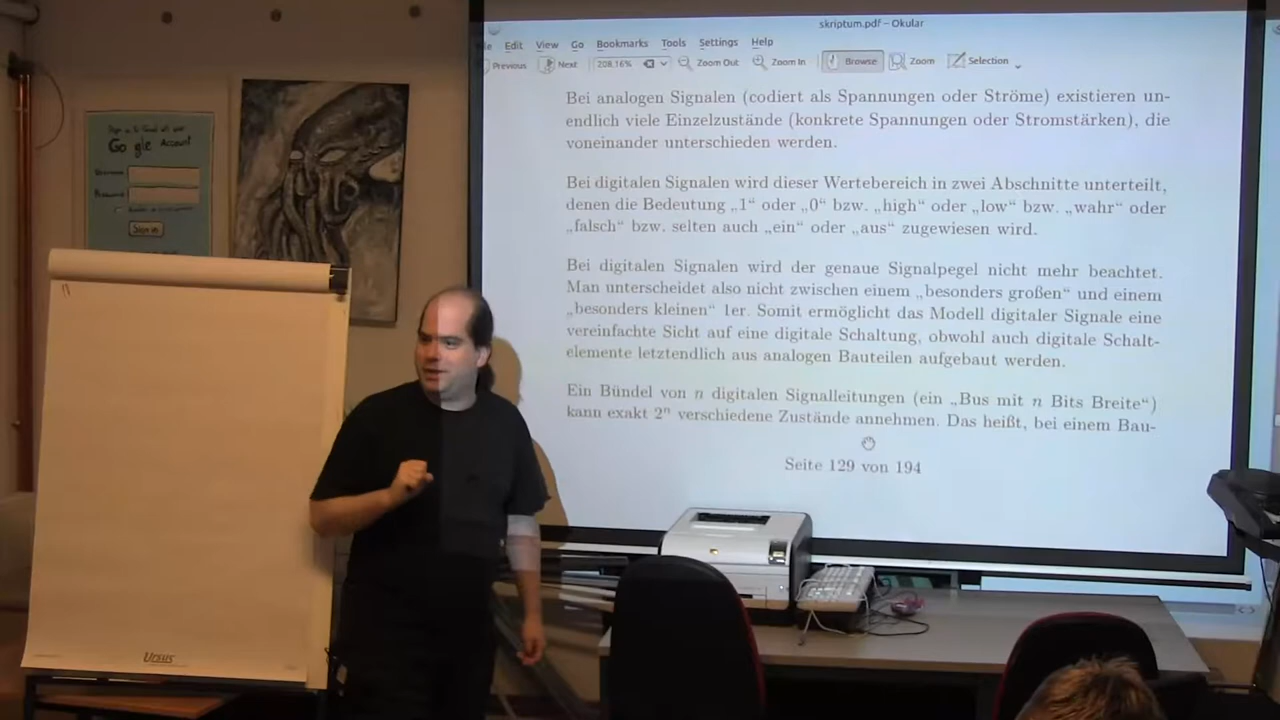 skriptum.pdf – Okular
Edit View Go Bookmarks Tools Settings Help
Previous Next 208.16% Zoom Out Zoom In Browse Zoom Selection
Bei analogen Signalen (codiert als Spannungen oder Ströme) existieren un-
endlich viele Einzelzustände (konkrete Spannungen oder Stromstärken), die
voneinander unterschieden werden.
Bei digitalen Signalen wird dieser Wertebereich in zwei Abschnitte unterteilt,
denen die Bedeutung „1“ oder „0“ bzw. „high“ oder „low“ bzw. „wahr“ oder
„falsch“ bzw. selten auch „ein“ oder „aus“ zugewiesen wird.
Bei digitalen Signalen wird der genaue Signalpegel nicht mehr beachtet.
Man unterscheidet also nicht zwischen einem „besonders großen“ und einem
„besonders kleinen“ 1er. Somit ermöglicht das Modell digitaler Signale eine
vereinfachte Sicht auf eine digitale Schaltung, obwohl auch digitale Schalt-
elemente letztendlich aus analogen Bauteilen aufgebaut werden.
Ein Bündel von n digitalen Signalleitungen (ein „Bus mit n Bits Breite“)
kann exakt 2ⁿ verschiedene Zustände annehmen. Das heißt, bei einem Bau-
Seite 129 von 194
Google Account
Sign in
Ursus